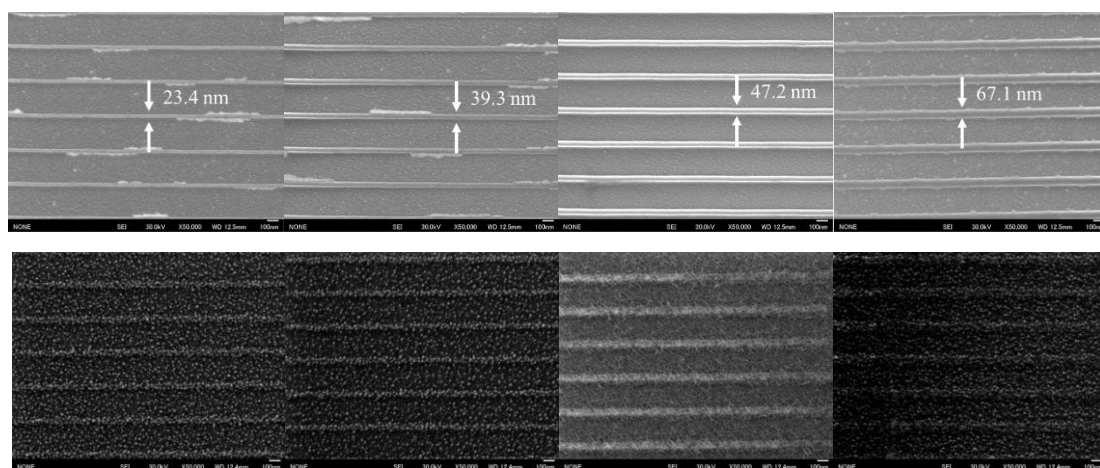 23.4 nm
39.3 nm
47.2 nm
67.1 nm
NONE SEI 30.0kV X50,000 WD 12.5mm 100nm
NONE SEI 30.0kV X50,000 WD 12.5mm 100nm
NONE SEI 30.0kV X50,000 WD 12.5mm 100nm
NONE SEI 30.0kV X50,000 WD 12.5mm 100nm
NONE SEI 30.0kV X50,000 WD 12.4mm 100nm
NONE SEI 30.0kV X50,000 WD 12.4mm 100nm
NONE SEI 30.0kV X50,000 WD 12.4mm 100nm
NONE SEI 30.0kV X50,000 WD 12.4mm 100nm